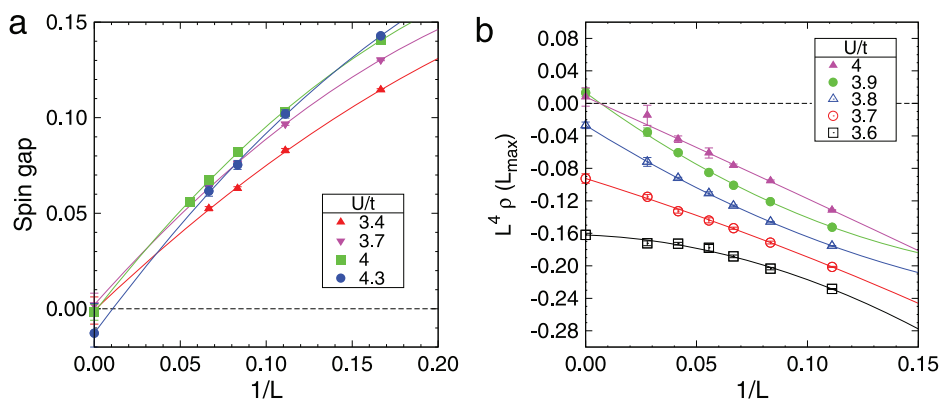 a
0.15
0.10
0.05
0.00
Spin gap
U/t
3.4
3.7
4
4.3
0.00 0.05 0.10 0.15 0.20
1/L
b
0.08
0.04
0.00
-0.04
-0.08
-0.12
-0.16
-0.20
-0.24
-0.28
L⁴ ρ (Lmax)
U/t
4
3.9
3.8
3.7
3.6
0.00 0.05 0.10 0.15
1/L